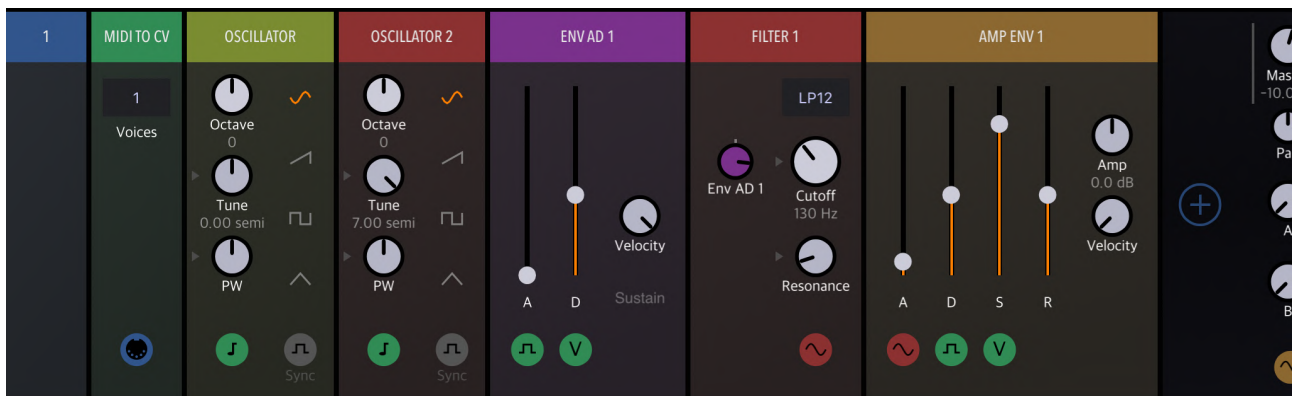 1
MIDI TO CV
OSCILLATOR
OSCILLATOR 2
ENV AD 1
FILTER 1
AMP ENV 1
1
Voices
Octave
0
Tune
0.00 semi
PW
Sync
Octave
0
Tune
7.00 semi
PW
Sync
A
D
Velocity
Sustain
Env AD 1
LP12
Cutoff
130 Hz
Resonance
A
D
S
R
Amp
0.0 dB
Velocity
V
V